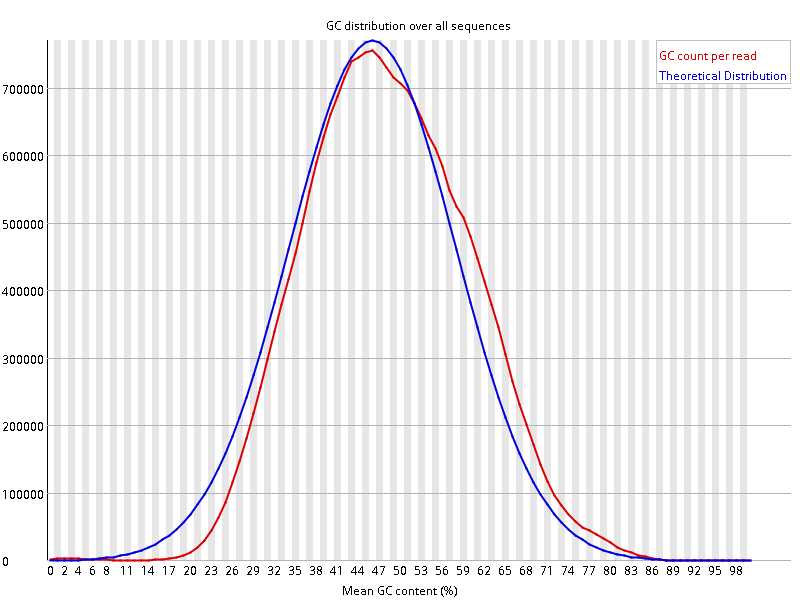 GC distribution over all sequences
GC count per read
Theoretical Distribution
700000
600000
500000
400000
300000
200000
100000
0
0 2 4 6 8 11 14 17 20 23 26 29 32 35 38 41 44 47 50 53 56 59 62 65 68 71 74 77 80 83 86 89 92 95 98
Mean GC content (%)